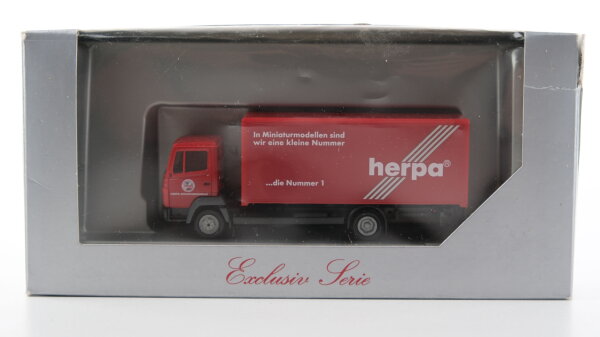 In Miniaturmodellen sind
wir eine kleine Nummer
herpa®
...die Nummer 1
Exclusiv Serie